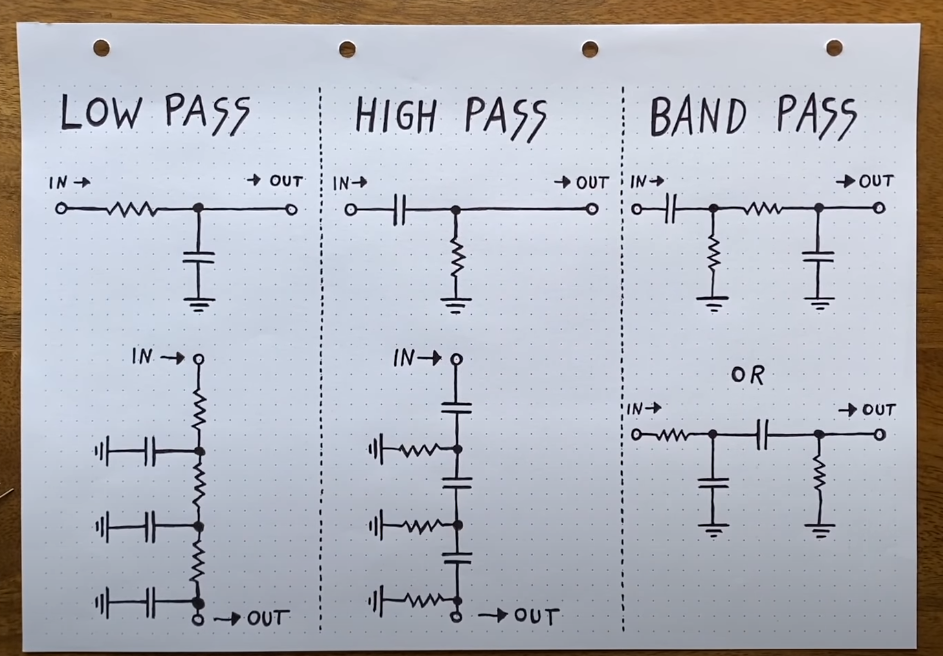 LOW PASS
IN → → OUT
IN →
→ OUT
HIGH PASS
IN → → OUT
IN →
→ OUT
BAND PASS
IN → → OUT
OR
IN → → OUT